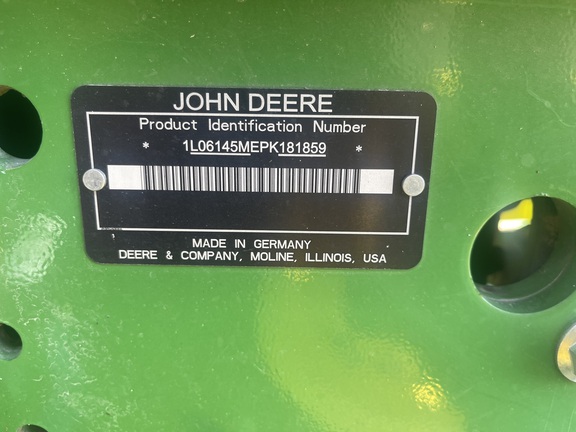 JOHN DEERE
Product Identification Number
* 1L06145MEPK181859 *
MADE IN GERMANY
DEERE & COMPANY, MOLINE, ILLINOIS, USA